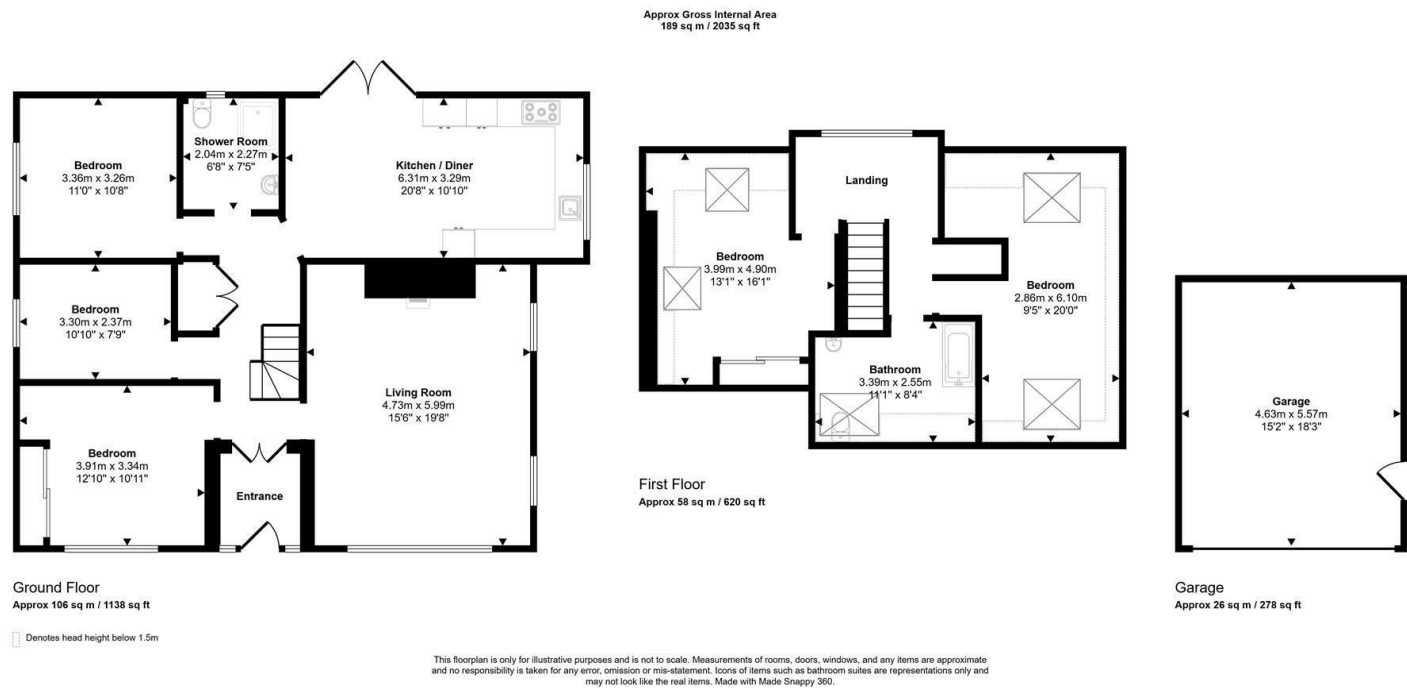 Approx Gross Internal Area
189 sq m / 2035 sq ft
Bedroom
3.36m x 3.26m
11'0" x 10'8"
Shower Room
2.04m x 2.27m
6'8" x 7'5"
Kitchen / Diner
6.31m x 3.29m
20'8" x 10'10"
Bedroom
3.30m x 2.37m
10'10" x 7'9"
Living Room
4.73m x 5.99m
15'6" x 19'8"
Bedroom
3.91m x 3.34m
12'10" x 10'11"
Entrance
Ground Floor
Approx 106 sq m / 1138 sq ft
Denotes head height below 1.5m
Landing
Bedroom
3.99m x 4.90m
13'1" x 16'1"
Bedroom
2.86m x 6.10m
9'5" x 20'0"
Bathroom
3.39m x 2.55m
11'1" x 8'4"
First Floor
Approx 58 sq m / 620 sq ft
Garage
4.63m x 5.57m
15'2" x 18'3"
Garage
Approx 26 sq m / 278 sq ft
This floorplan is only for illustrative purposes and is not to scale. Measurements of rooms, doors, windows, and any items are approximate
and no responsibility is taken for any error, omission or mis-statement. Icons of items such as bathroom suites are representations only and
may not look like the real items. Made with Made Snappy 360.